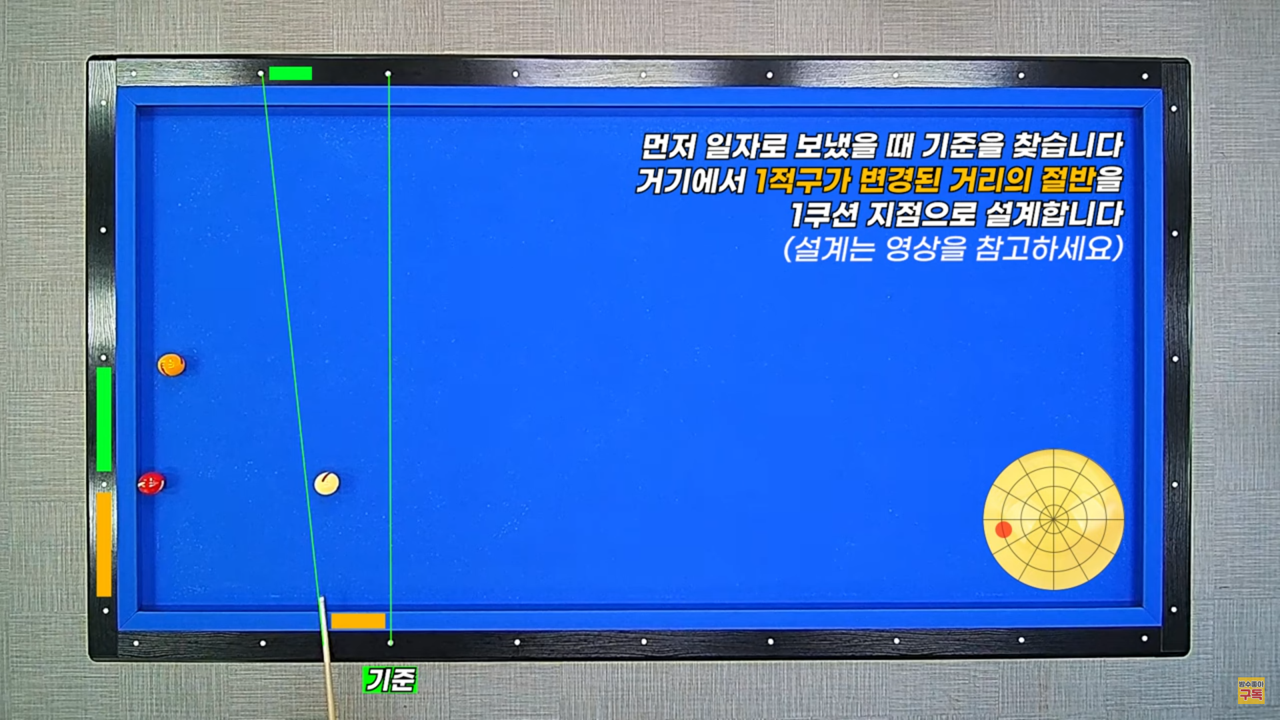 먼저 일자로 보냈을 때 기준을 찾습니다
거기에서 1적구가 변경된 거리의 절반을
1쿠션 지점으로 설계합니다
(설계는 영상을 참고하세요)
기준
구독